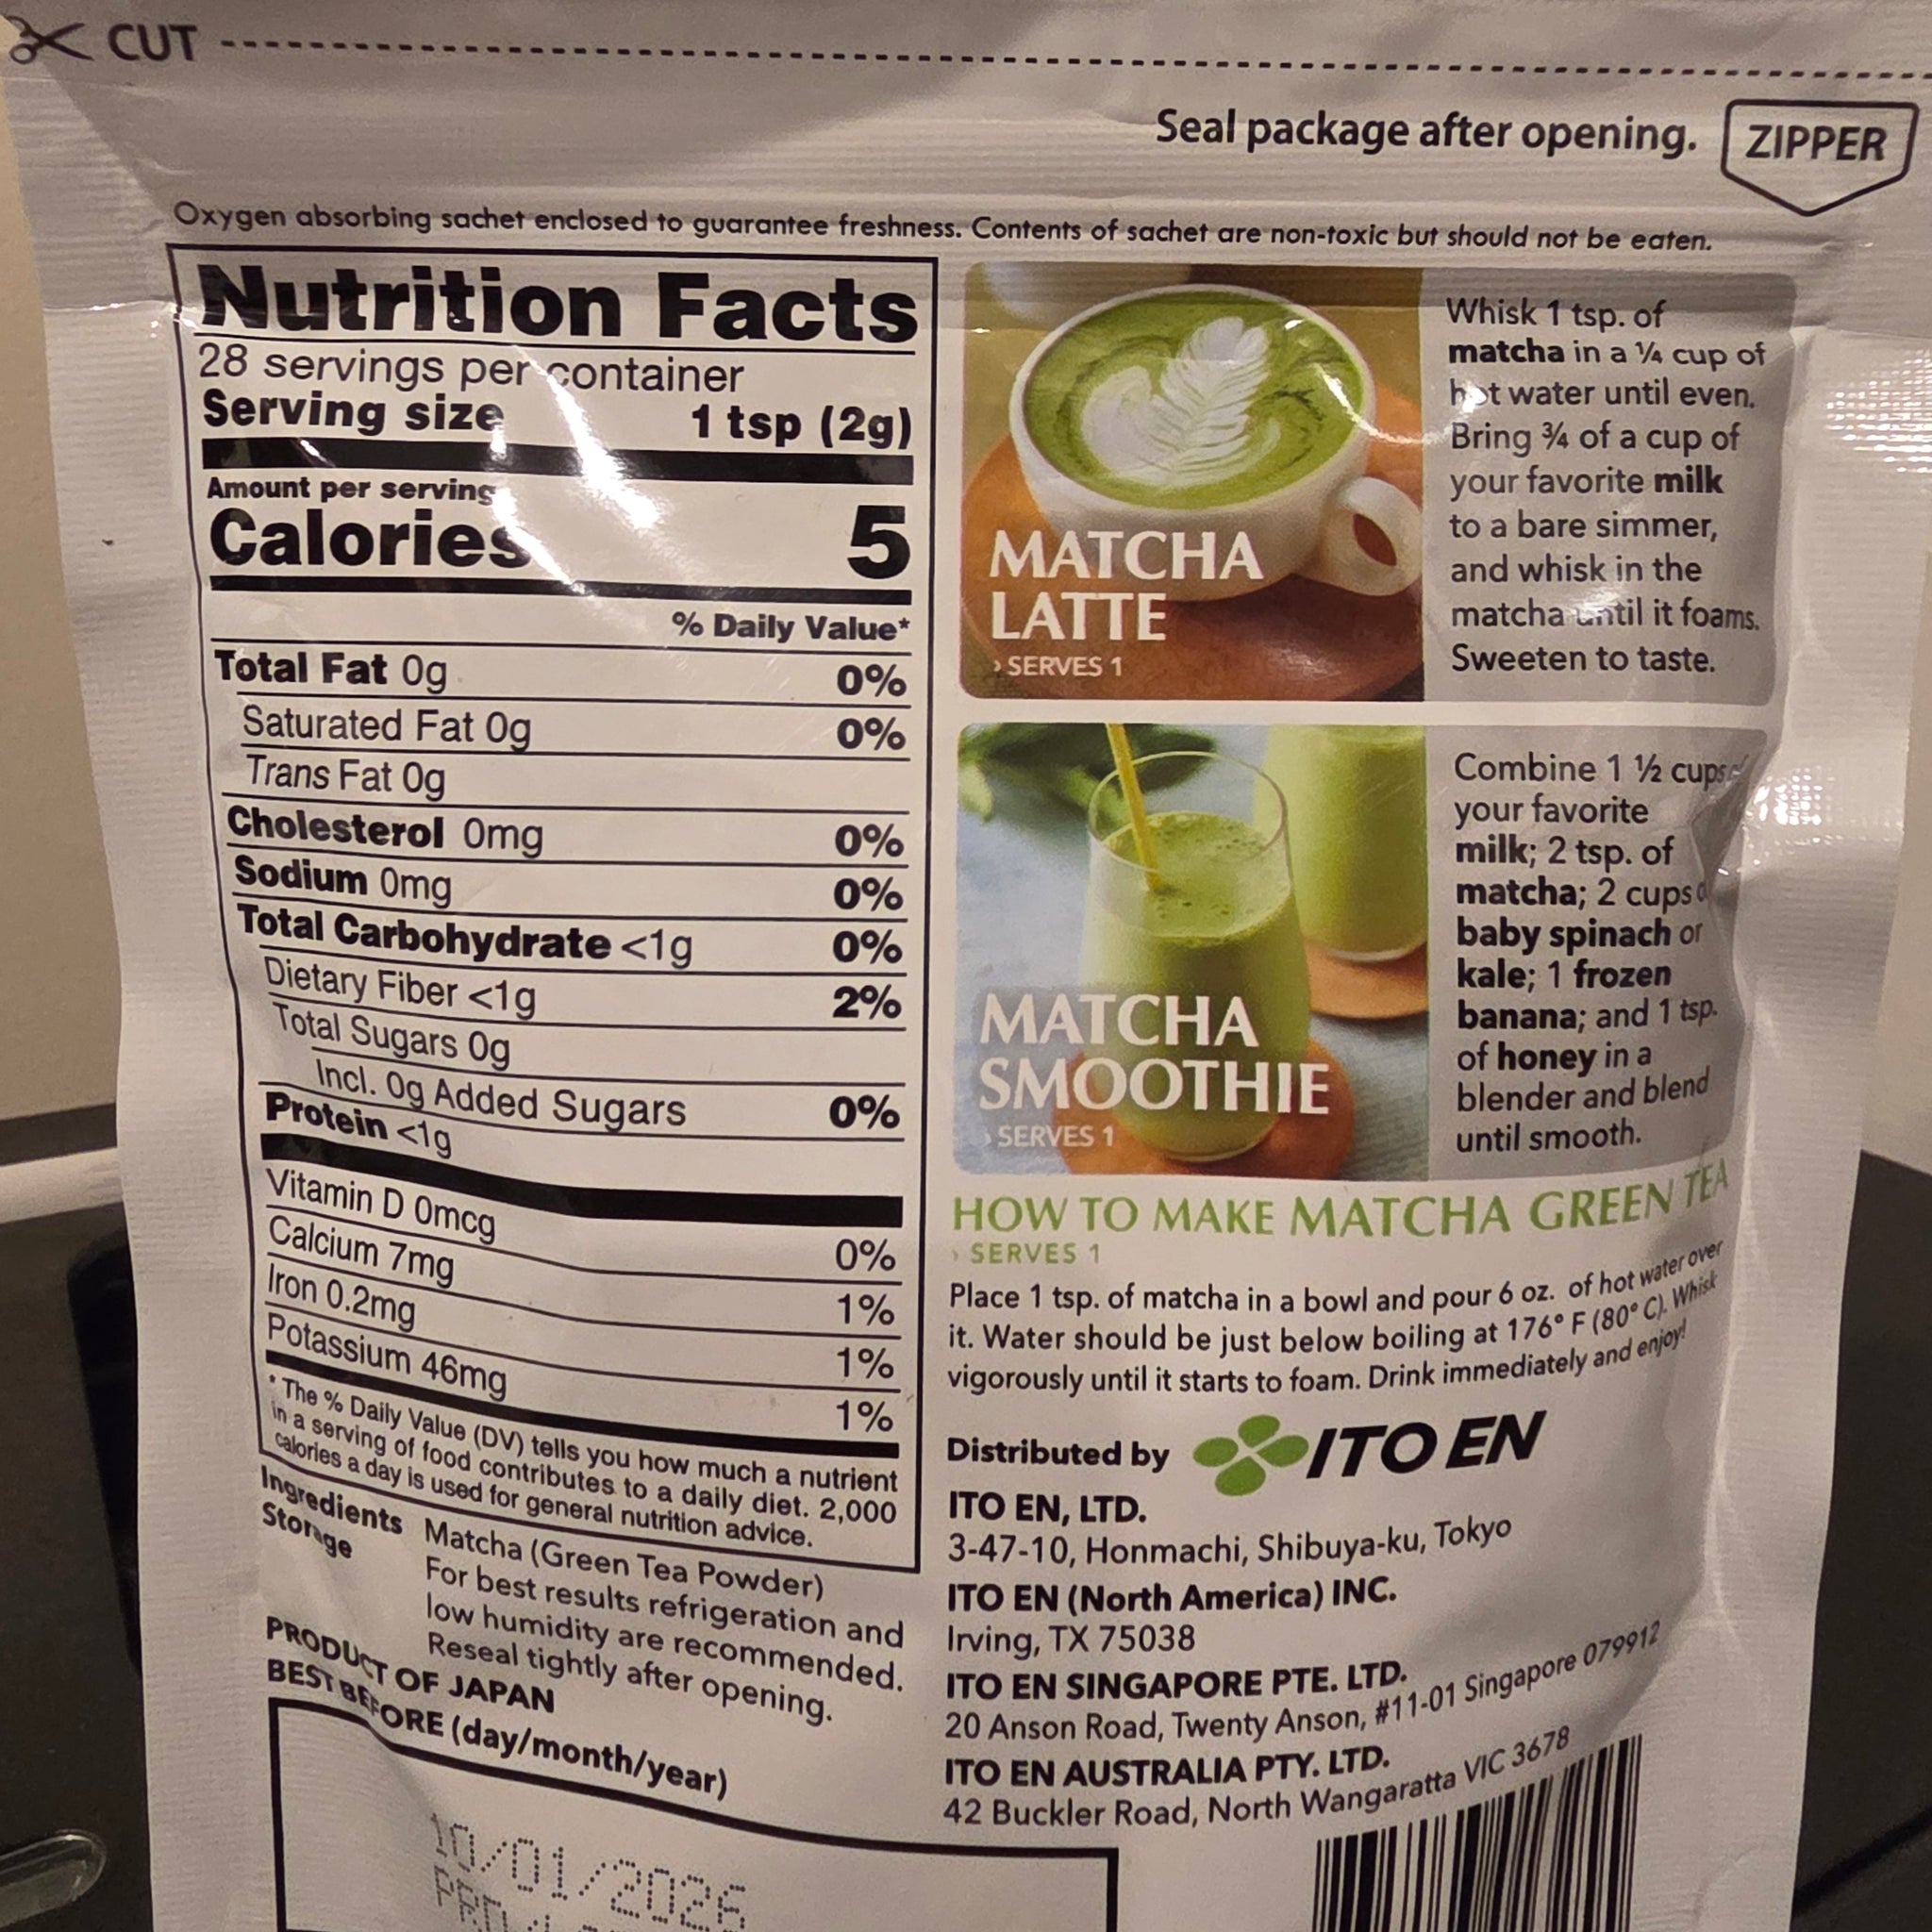 CUT
Seal package after opening.
ZIPPER
Oxygen absorbing sachet enclosed to guarantee freshness. Contents of sachet are non-toxic but should not be eaten.
Nutrition Facts
28 servings per container
Serving size 1 tsp (2g)
Amount per serving
Calories 5
% Daily Value*
Total Fat 0g 0%
Saturated Fat 0g 0%
Trans Fat 0g
Cholesterol 0mg 0%
Sodium 0mg 0%
Total Carbohydrate <1g 0%
Dietary Fiber <1g 2%
Total Sugars 0g
Incl. 0g Added Sugars 0%
Protein <1g
Vitamin D 0mcg 0%
Calcium 7mg 1%
Iron 0.2mg 1%
Potassium 46mg 1%
* The % Daily Value (DV) tells you how much a nutrient
in a serving of food contributes to a daily diet. 2,000
calories a day is used for general nutrition advice.
Ingredients Matcha (Green Tea Powder)
Storage For best results refrigeration and
low humidity are recommended.
Reseal tightly after opening.
PRODUCT OF JAPAN
BEST BEFORE (day/month/year)
10/01/2026
MATCHA
LATTE
› SERVES 1
Whisk 1 tsp. of
matcha in a ¼ cup of
hot water until even.
Bring ¾ of a cup of
your favorite milk
to a bare simmer,
and whisk in the
matcha until it foams.
Sweeten to taste.
MATCHA
SMOOTHIE
› SERVES 1
Combine 1 ½ cups
your favorite
milk; 2 tsp. of
matcha; 2 cups
baby spinach or
kale; 1 frozen
banana; and 1 tsp.
of honey in a
blender and blend
until smooth.
HOW TO MAKE MATCHA GREEN TEA
› SERVES 1
Place 1 tsp. of matcha in a bowl and pour 6 oz. of hot water over
it. Water should be just below boiling at 176° F (80° C). Whisk
vigorously until it starts to foam. Drink immediately and enjoy!
Distributed by ITO EN
ITO EN, LTD.
3-47-10, Honmachi, Shibuya-ku, Tokyo
ITO EN (North America) INC.
Irving, TX 75038
ITO EN SINGAPORE PTE. LTD.
20 Anson Road, Twenty Anson, #11-01 Singapore 079912
ITO EN AUSTRALIA PTY. LTD.
42 Buckler Road, North Wangaratta VIC 3678